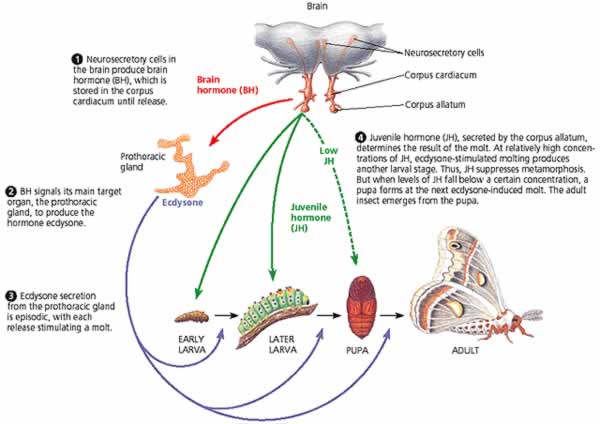 Brain
1 Neurosecretory cells in
the brain produce brain
hormone (BH), which is
stored in the corpus
cardiacum until release.
Brain
hormone (BH)
Neurosecretory cells
Corpus cardiacum
Corpus allatum
Prothoracic
gland
Ecdysone
Low
JH
4 Juvenile hormone (JH), secreted by the corpus allatum,
determines the result of the molt. At relatively high concen-
trations of JH, ecdysone-stimulated molting produces
another larval stage. Thus, JH suppresses metamorphosis.
But when levels of JH fall below a certain concentration, a
pupa forms at the next ecdysone-induced molt. The adult
insect emerges from the pupa.
2 BH signals its main target
organ, the prothoracic
gland, to produce the
hormone ecdysone.
Juvenile
hormone
(JH)
3 Ecdysone secretion
from the prothoracic gland
is episodic, with each
release stimulating a molt.
EARLY
LARVA
LATER
LARVA
PUPA
ADULT